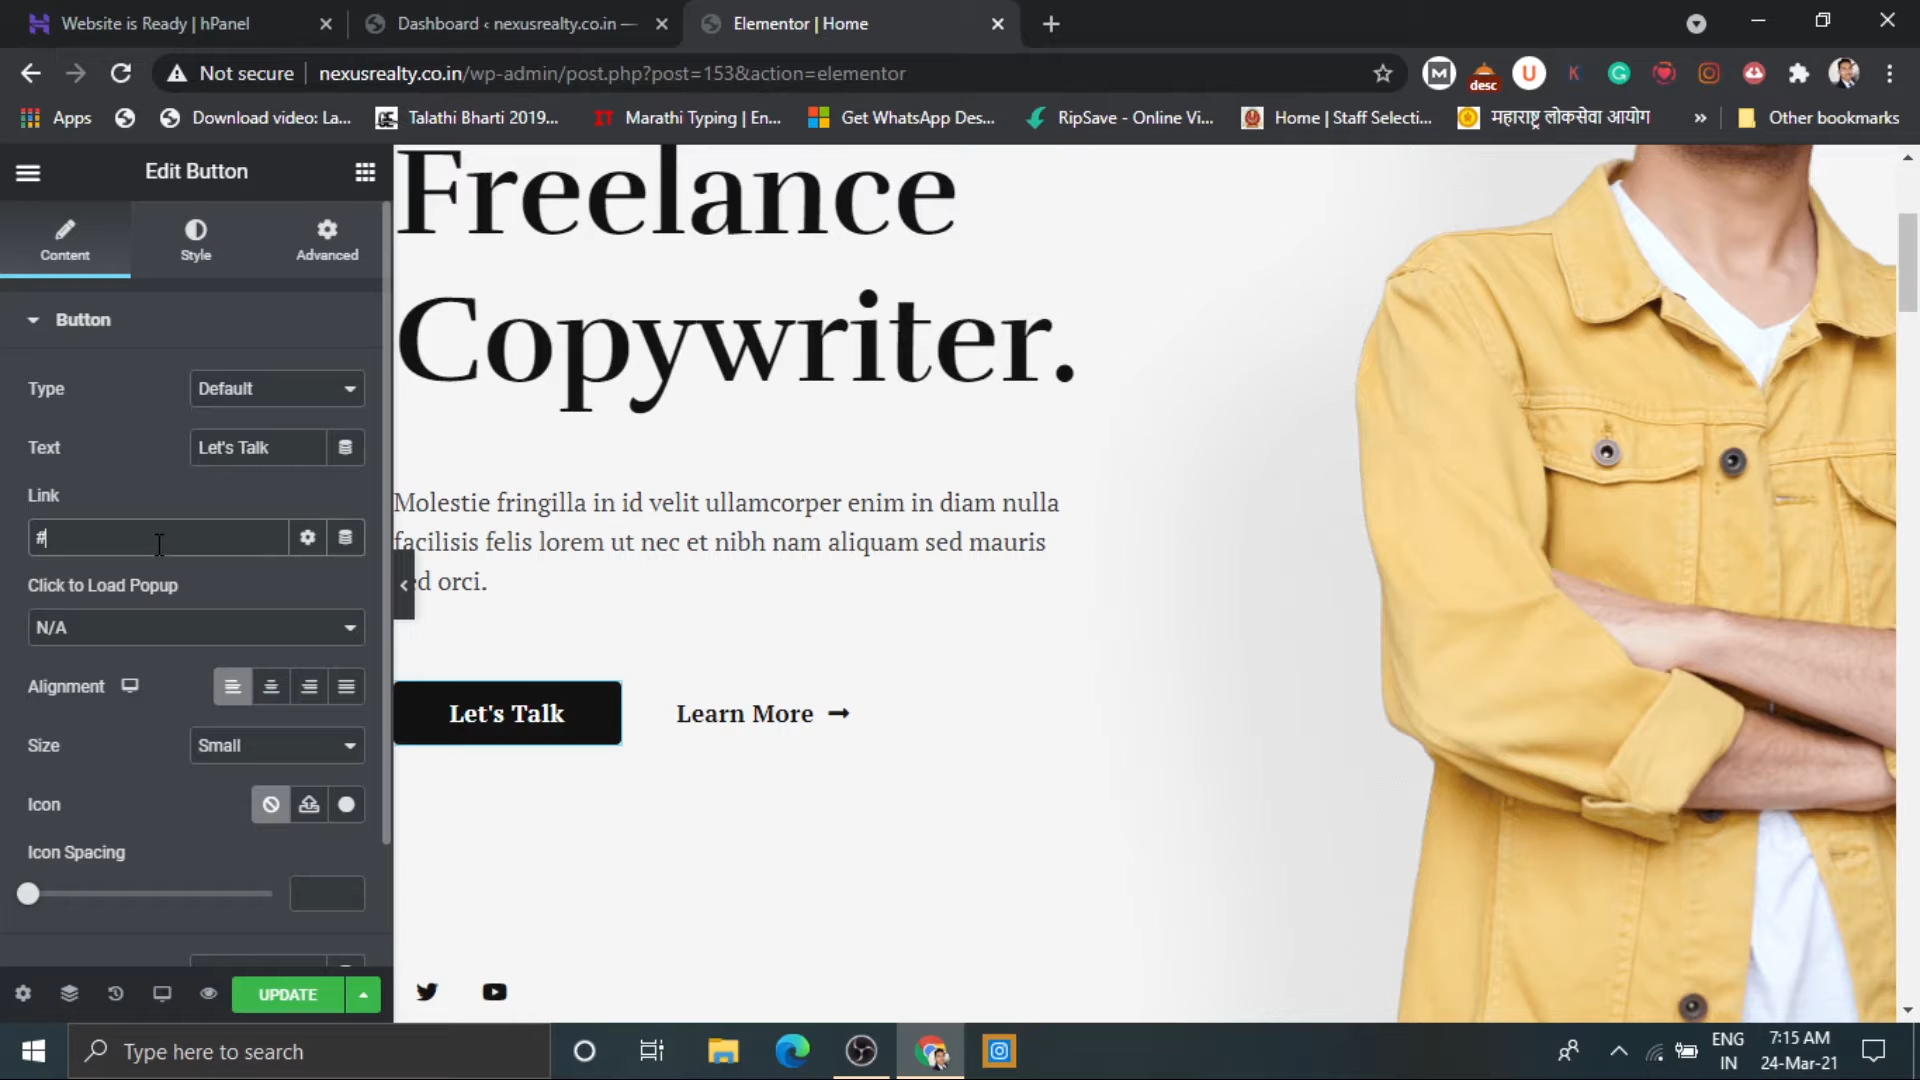 Website is Ready | hPanel
Dashboard ‹ nexusrealty.co.in —
Elementor | Home
Not secure
nexusrealty.co.in/wp-admin/post.php?post=153&action=elementor
desc
Apps
Download video: La...
Talathi Bharti 2019...
Marathi Typing | En...
Get WhatsApp Des...
RipSave - Online Vi...
Home | Staff Selecti...
महाराष्ट्र लोकसेवा आयोग
»
Other bookmarks
Edit Button
Content
Style
Advanced
Button
Type
Default
Text
Let's Talk
Link
#
Click to Load Popup
N/A
Alignment
Size
Small
Icon
Icon Spacing
UPDATE
Freelance
Copywriter.
Molestie fringilla in id velit ullamcorper enim in diam nulla
facilisis felis lorem ut nec et nibh nam aliquam sed mauris
ed orci.
Let's Talk
Learn More →
Type here to search
ENG
IN
7:15 AM
24-Mar-21